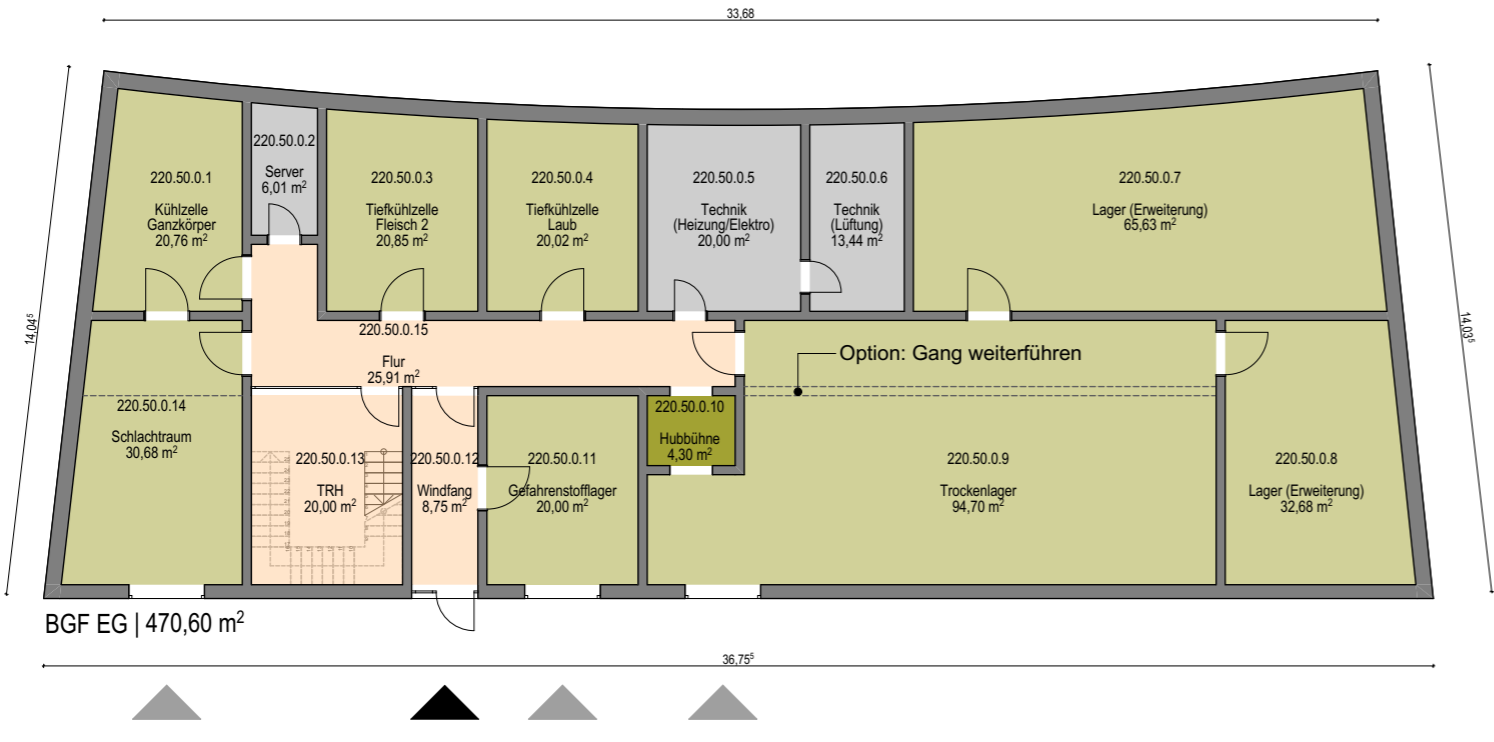 33,68
14,04⁵
14,03⁵
220.50.0.1
Kühlzelle
Ganzkörper
20,76 m²
220.50.0.2
Server
6,01 m²
220.50.0.3
Tiefkühlzelle
Fleisch 2
20,85 m²
220.50.0.4
Tiefkühlzelle
Laub
20,02 m²
220.50.0.5
Technik
(Heizung/Elektro)
20,00 m²
220.50.0.6
Technik
(Lüftung)
13,44 m²
220.50.0.7
Lager (Erweiterung)
65,63 m²
220.50.0.15
Flur
25,91 m²
Option: Gang weiterführen
220.50.0.14
Schlachtraum
30,68 m²
220.50.0.13
TRH
20,00 m²
220.50.0.12
Windfang
8,75 m²
220.50.0.11
Gefahrenstofflager
20,00 m²
220.50.0.10
Hubbühne
4,30 m²
220.50.0.9
Trockenlager
94,70 m²
220.50.0.8
Lager (Erweiterung)
32,68 m²
BGF EG | 470,60 m²
36,75⁵